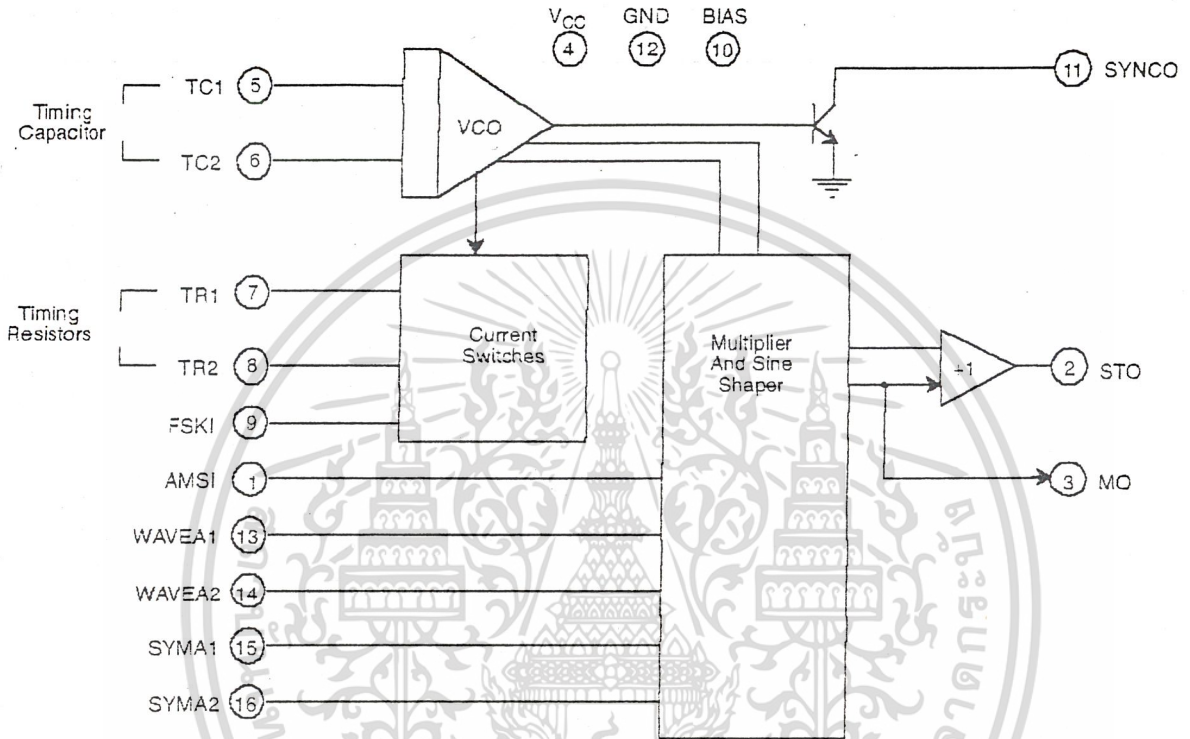 VCC GND BIAS
4 12 10
11 SYNCO
TC1 5
Timing
Capacitor
VCO
TC2 6
TR1 7
Timing
Resistors
Current
Switches
Multiplier
And Sine
Shaper
TR2 8
+1
2 STO
FSKI 9
AMSI 1
3 MO
WAVEA1 13
WAVEA2 14
SYMA1 15
SYMA2 16